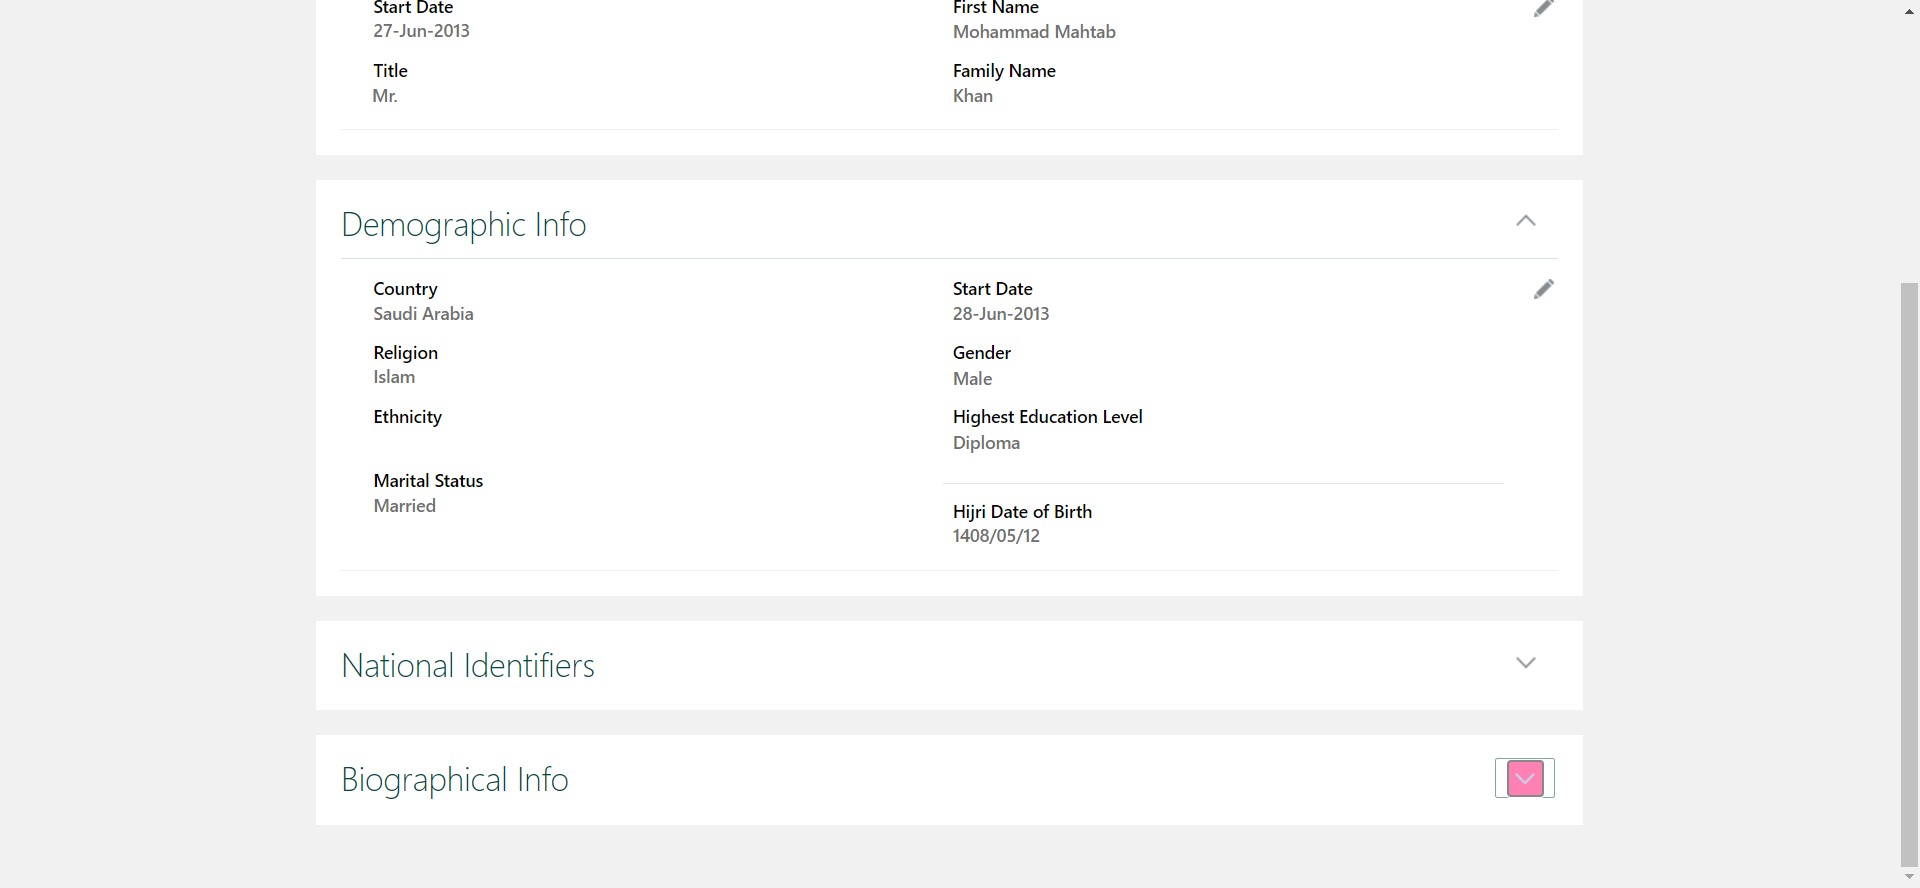 Start Date
27-Jun-2013
First Name
Mohammad Mahtab
Title
Mr.
Family Name
Khan
Demographic Info
Country
Saudi Arabia
Start Date
28-Jun-2013
Religion
Islam
Gender
Male
Ethnicity
Highest Education Level
Diploma
Marital Status
Married
Hijri Date of Birth
1408/05/12
National Identifiers
Biographical Info